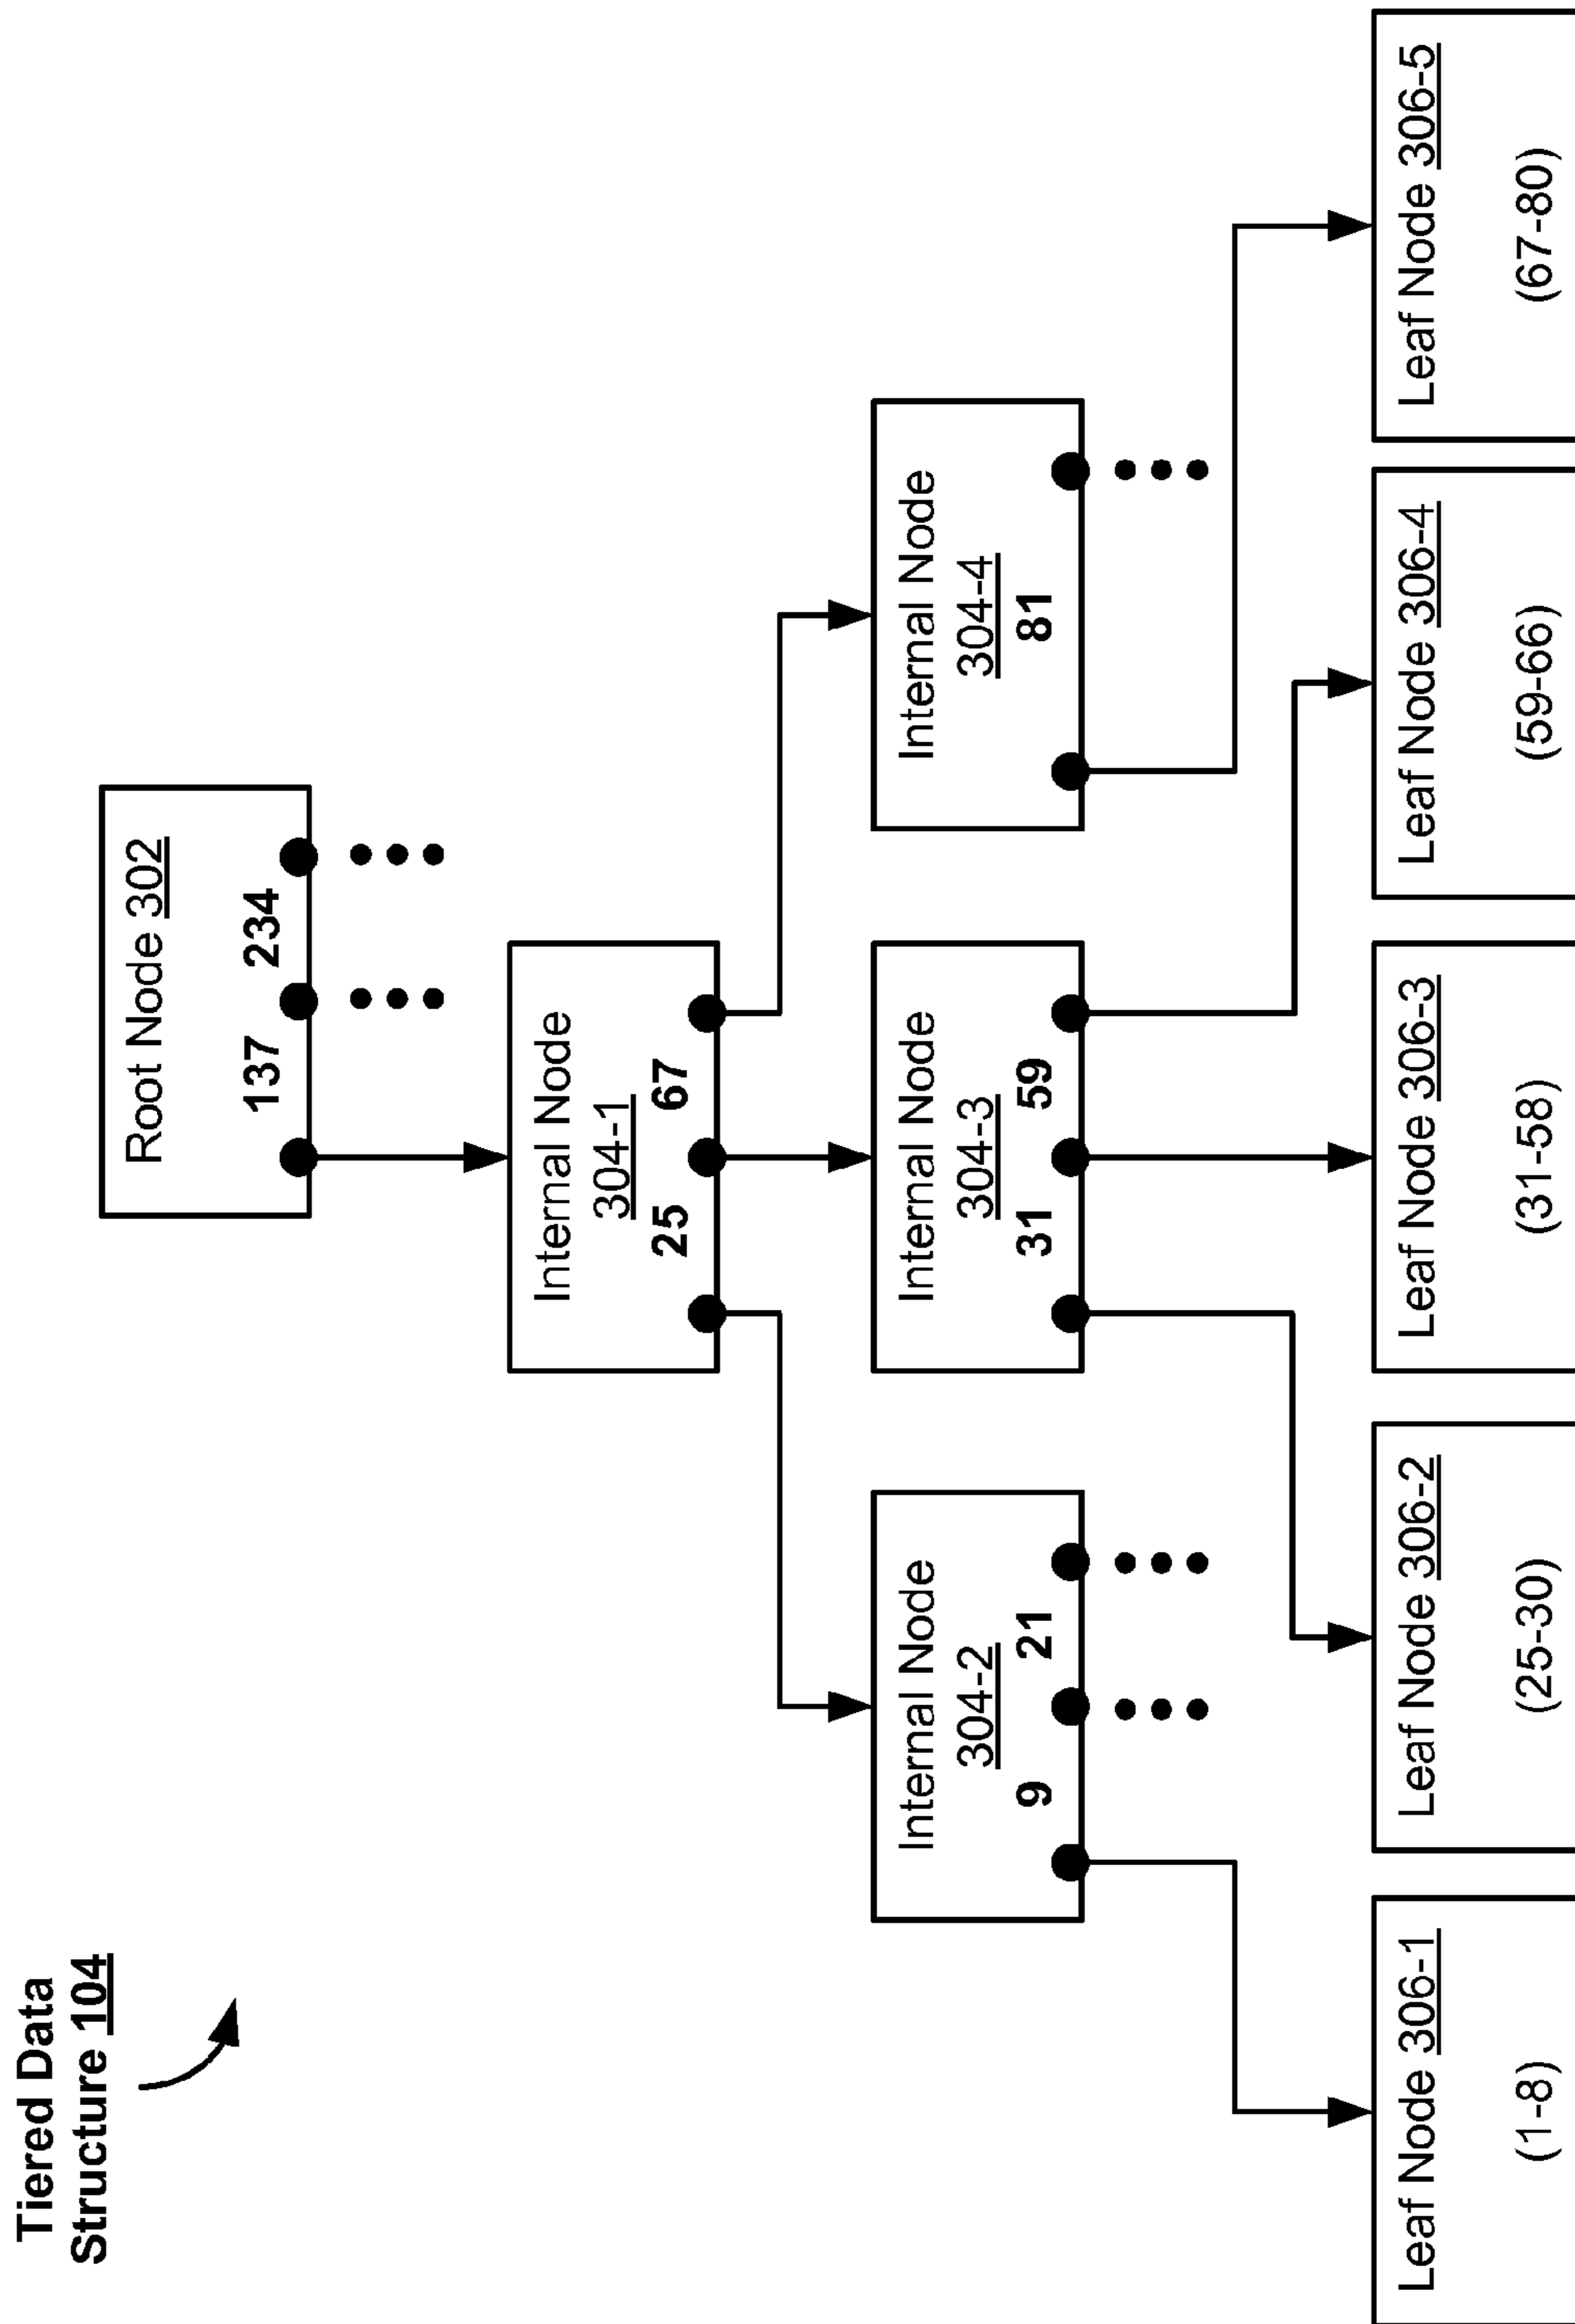 Tiered Data
Structure 104
Root Node 302
137 234
Internal Node
304-1
25 67
Internal Node
304-2
9 21
Internal Node
304-3
31 59
Internal Node
304-4
81
Leaf Node 306-1
(1-8)
Leaf Node 306-2
(25-30)
Leaf Node 306-3
(31-58)
Leaf Node 306-4
(59-66)
Leaf Node 306-5
(67-80)